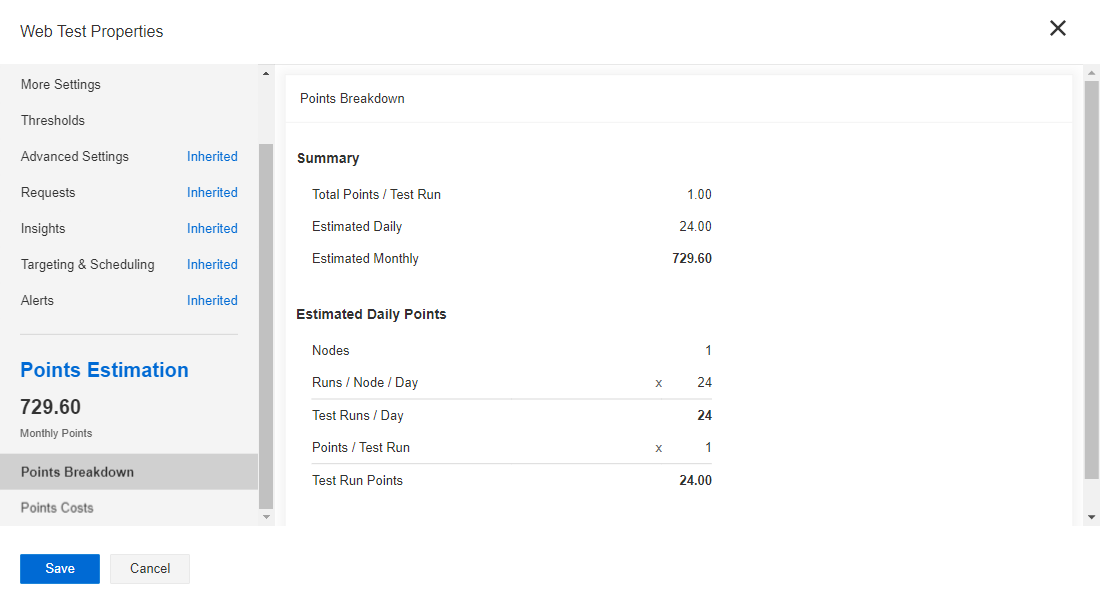 Web Test Properties
More Settings
Thresholds
Advanced Settings Inherited
Requests Inherited
Insights Inherited
Targeting & Scheduling Inherited
Alerts Inherited
Points Estimation
729.60
Monthly Points
Points Breakdown
Points Costs
Points Breakdown
Summary
Total Points / Test Run 1.00
Estimated Daily 24.00
Estimated Monthly 729.60
Estimated Daily Points
Nodes 1
Runs / Node / Day x 24
Test Runs / Day 24
Points / Test Run x 1
Test Run Points 24.00
Save Cancel